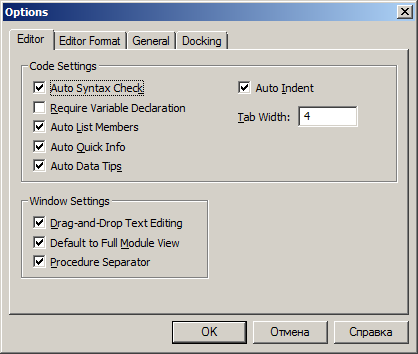 Options
Editor Editor Format General Docking
Code Settings
Auto Syntax Check Auto Indent
Require Variable Declaration
Auto List Members Tab Width: 4
Auto Quick Info
Auto Data Tips
Window Settings
Drag-and-Drop Text Editing
Default to Full Module View
Procedure Separator
OK Отмена Справка